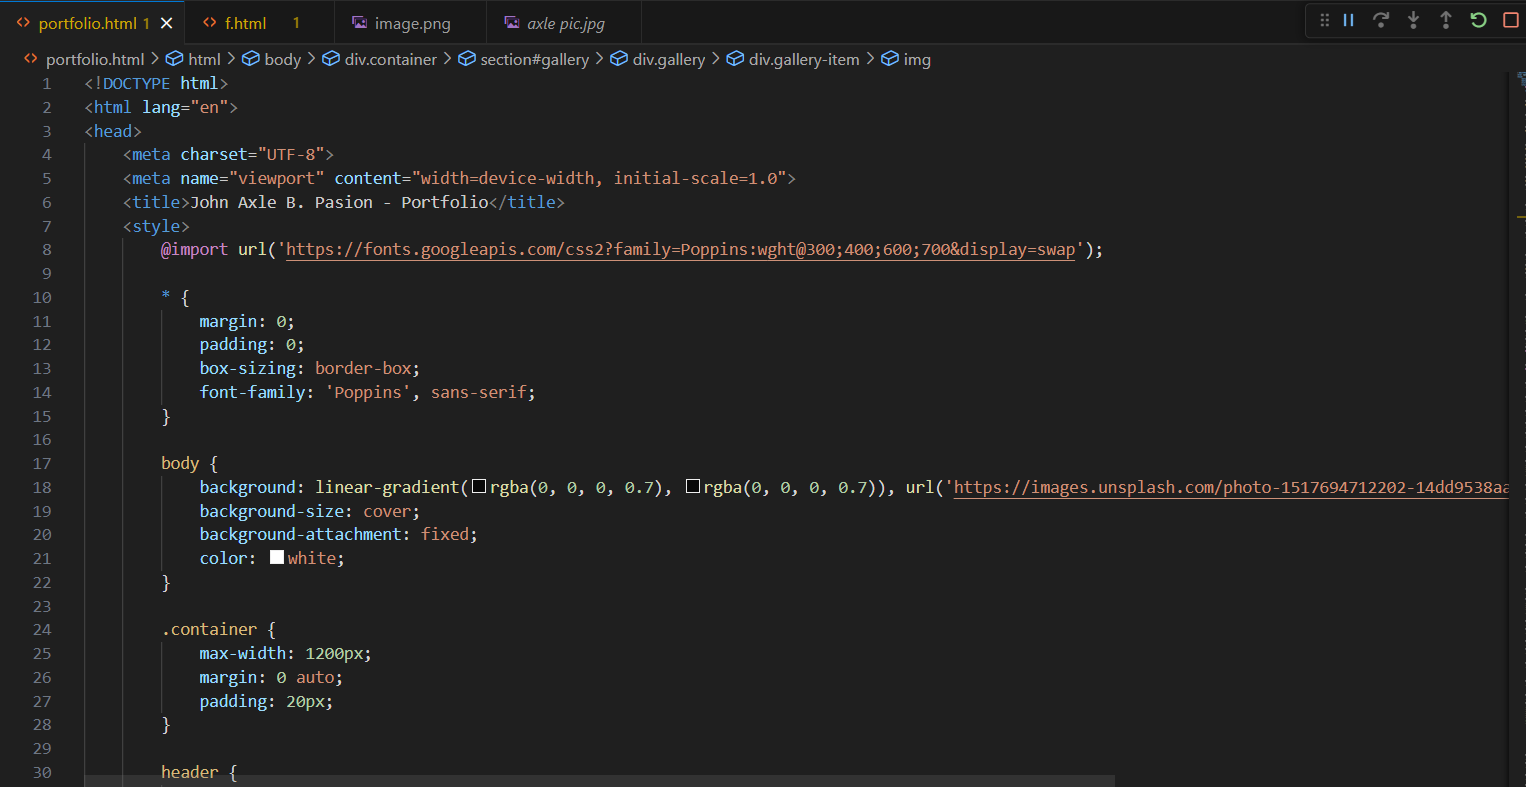 portfolio.html 1
f.html 1
image.png
axle pic.jpg
portfolio.html > html > body > div.container > section#gallery > div.gallery > div.gallery-item > img
1 <!DOCTYPE html>
2 <html lang="en">
3 <head>
4 <meta charset="UTF-8">
5 <meta name="viewport" content="width=device-width, initial-scale=1.0">
6 <title>John Axle B. Pasion - Portfolio</title>
7 <style>
8 @import url('https://fonts.googleapis.com/css2?family=Poppins:wght@300;400;600;700&display=swap');
9
10 * {
11 margin: 0;
12 padding: 0;
13 box-sizing: border-box;
14 font-family: 'Poppins', sans-serif;
15 }
16
17 body {
18 background: linear-gradient(rgba(0, 0, 0, 0.7), rgba(0, 0, 0, 0.7)), url('https://images.unsplash.com/photo-1517694712202-14dd9538aa
19 background-size: cover;
20 background-attachment: fixed;
21 color: white;
22 }
23
24 .container {
25 max-width: 1200px;
26 margin: 0 auto;
27 padding: 20px;
28 }
29
30 header {